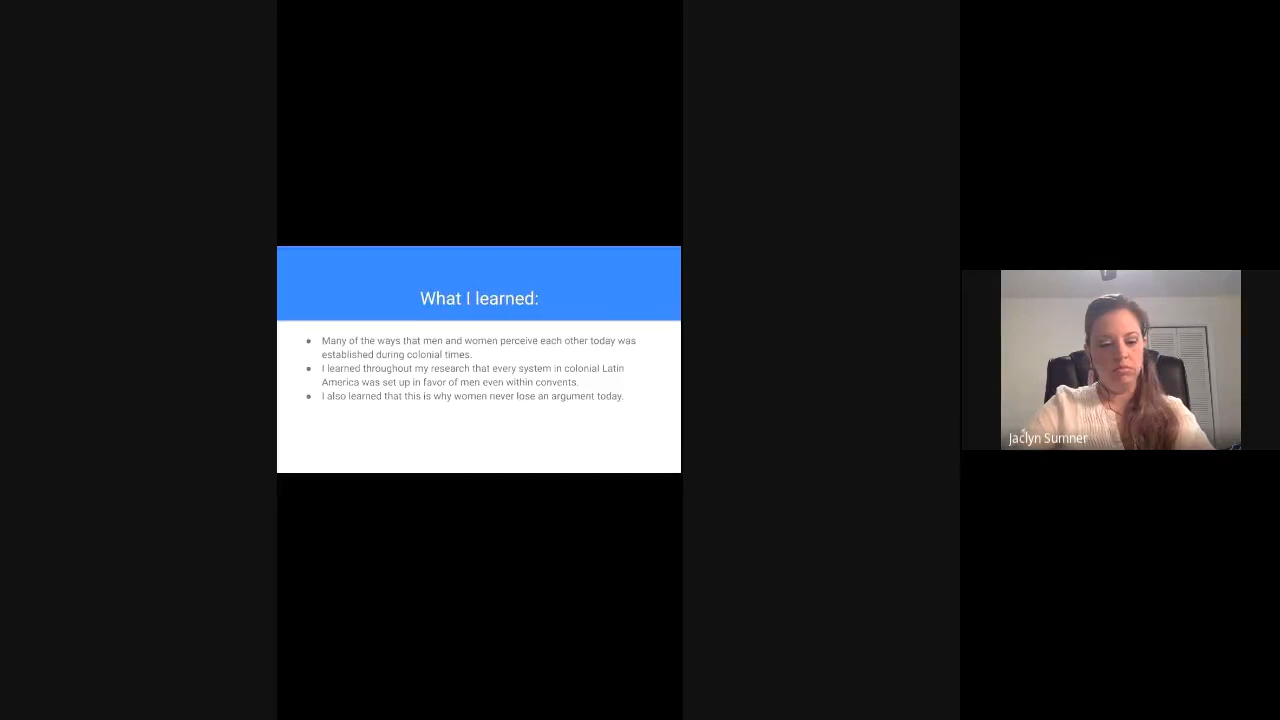 What I learned:
● Many of the ways that men and women perceive each other today was
established during colonial times.
● I learned throughout my research that every system in colonial Latin
America was set up in favor of men even within convents.
● I also learned that this is why women never lose an argument today.
Jaclyn Sumner